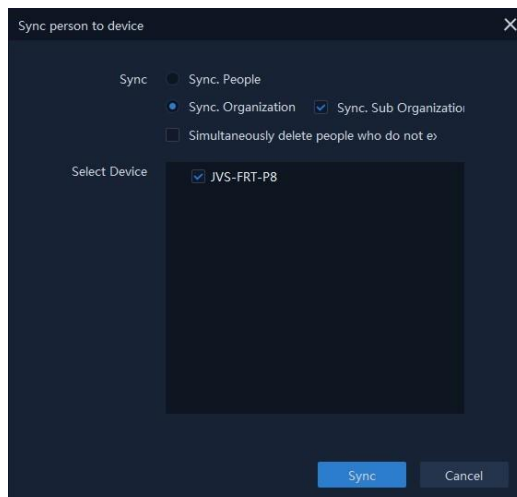 Sync person to device
Sync Sync. People
Sync. Organization Sync. Sub Organizatio
Simultaneously delete people who do not e
Select Device JVS-FRT-P8
Sync Cancel